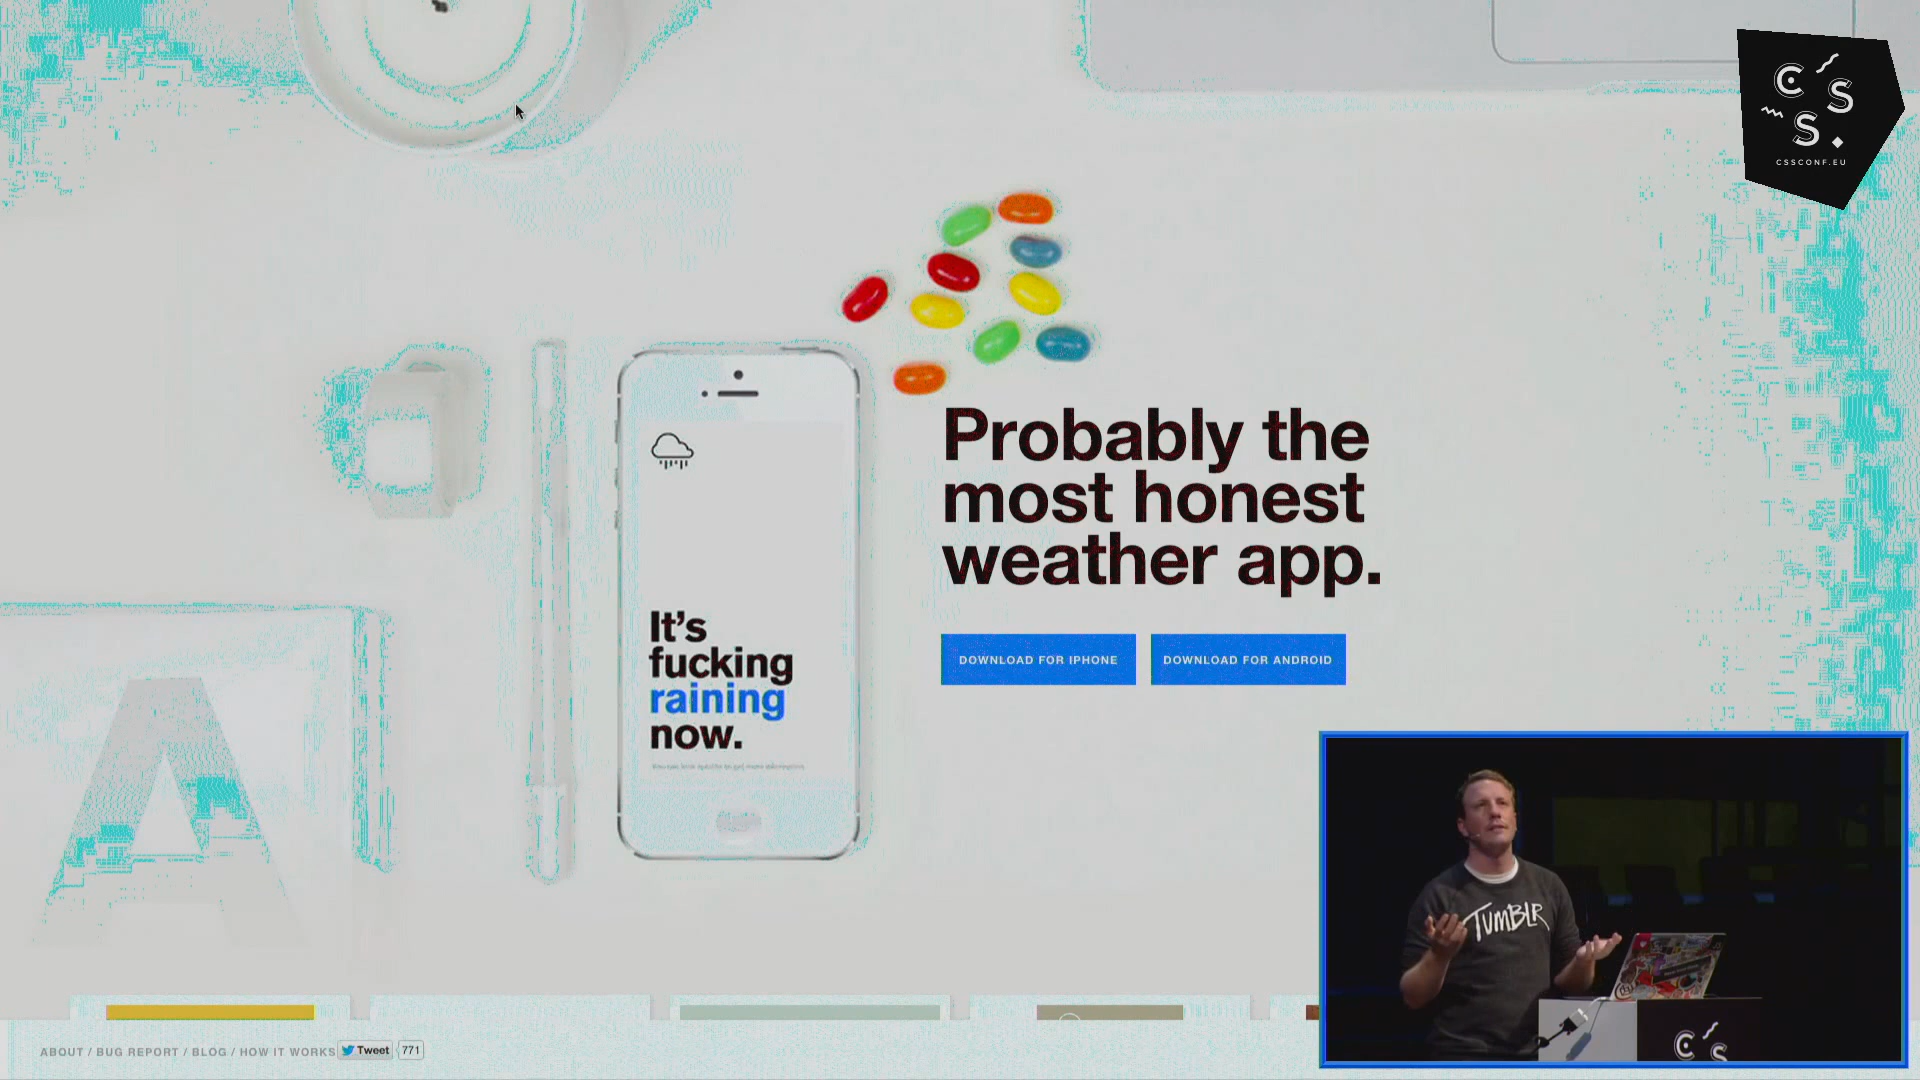 C
S
S.
CSSCONF.EU
Probably the
most honest
weather app.
It's
fucking
raining
now.
DOWNLOAD FOR IPHONE
DOWNLOAD FOR ANDROID
A
TUMBLR
C S
ABOUT / BUG REPORT / BLOG / HOW IT WORKS Tweet 771